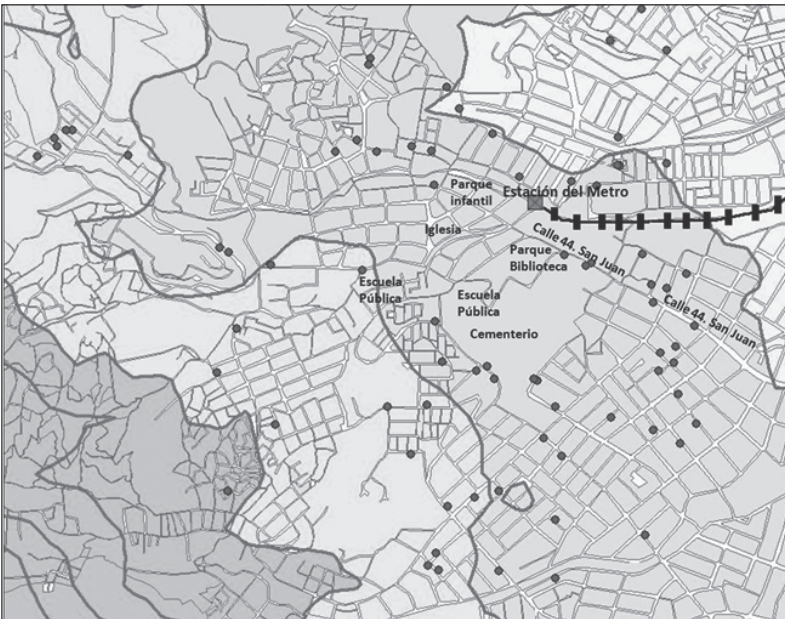 Parque
infantil
Estación del Metro
Iglesia
Calle 44. San Juan
Parque
Biblioteca
Escuela
Pública
Escuela
Pública
Calle 44. San Juan
Cementerio